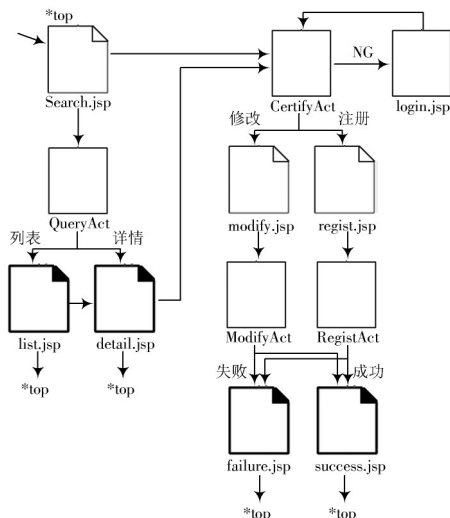 *top
Search.jsp
CertifyAct
NG
login.jsp
修改
注册
QueryAct
modify.jsp
regist.jsp
列表
详情
list.jsp
detail.jsp
ModifyAct
RegistAct
*top
*top
失败
成功
failure.jsp
success.jsp
*top
*top